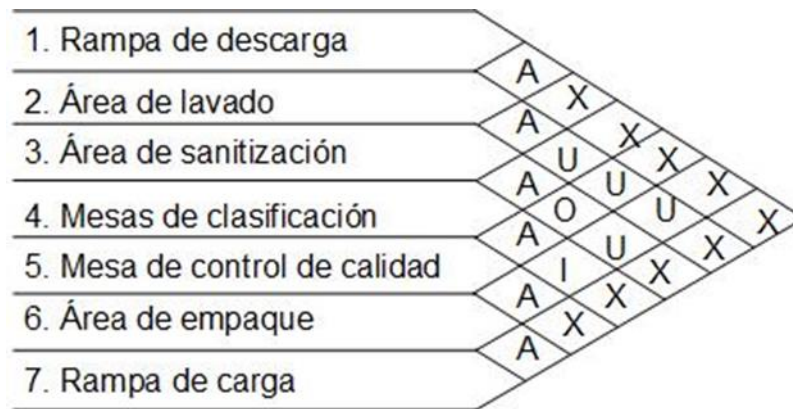 1. Rampa de descarga
A
2. Área de lavado X
A X
3. Área de sanitización U X
A U X
4. Mesas de clasificación O U X
A U X
5. Mesa de control de calidad I X
A X
6. Área de empaque X
A
7. Rampa de carga